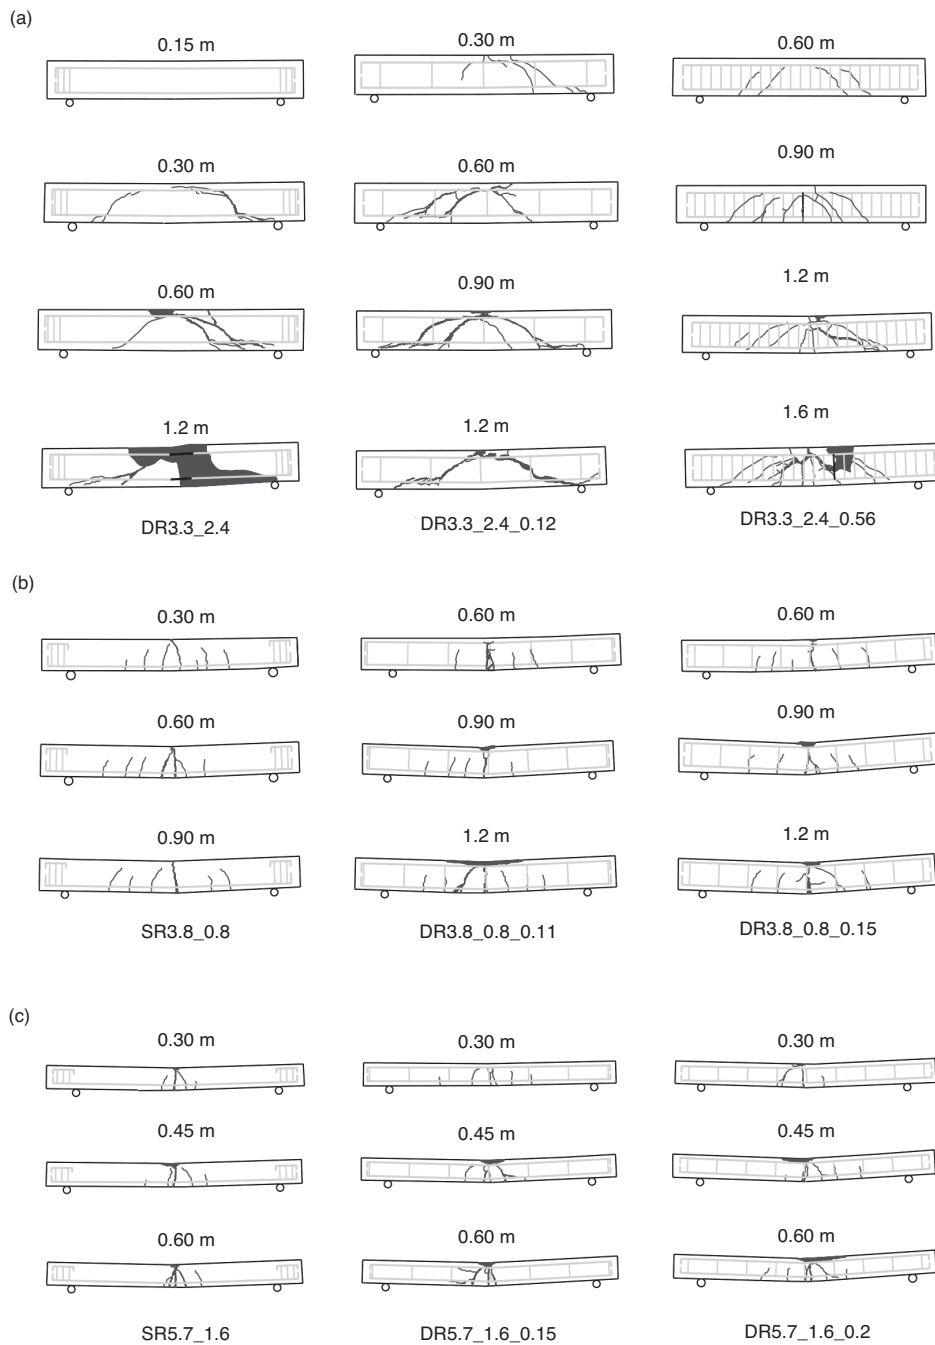 (a)
0.15 m
0.30 m
0.60 m
0.30 m
0.60 m
0.90 m
0.60 m
0.90 m
1.2 m
1.2 m
1.2 m
1.6 m
DR3.3_2.4
DR3.3_2.4_0.12
DR3.3_2.4_0.56
(b)
0.30 m
0.60 m
0.60 m
0.60 m
0.90 m
0.90 m
0.90 m
1.2 m
1.2 m
SR3.8_0.8
DR3.8_0.8_0.11
DR3.8_0.8_0.15
(c)
0.30 m
0.30 m
0.30 m
0.45 m
0.45 m
0.45 m
0.60 m
0.60 m
0.60 m
SR5.7_1.6
DR5.7_1.6_0.15
DR5.7_1.6_0.2